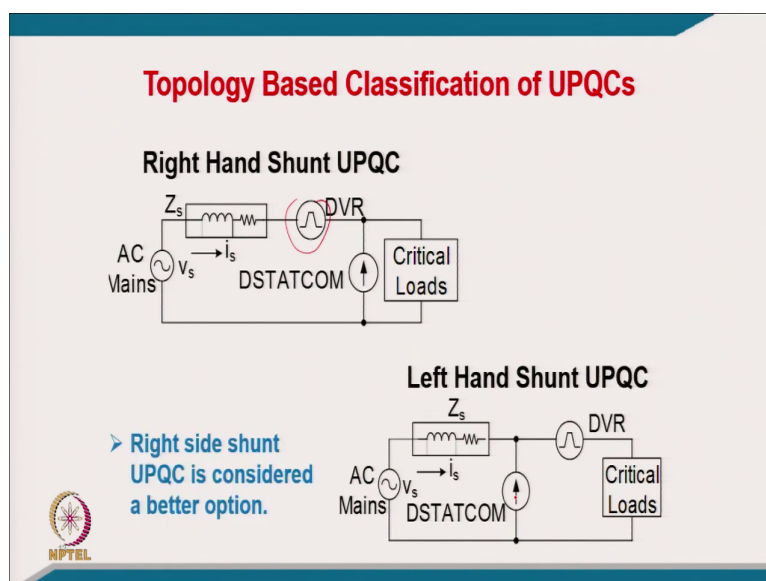 Topology Based Classification of UPQCs
Right Hand Shunt UPQC
Zs
DVR
AC
Mains
vs
is
DSTATCOM
Critical
Loads
Left Hand Shunt UPQC
Zs
DVR
AC
Mains
vs
is
DSTATCOM
Critical
Loads
➢ Right side shunt
UPQC is considered
a better option.
NPTEL